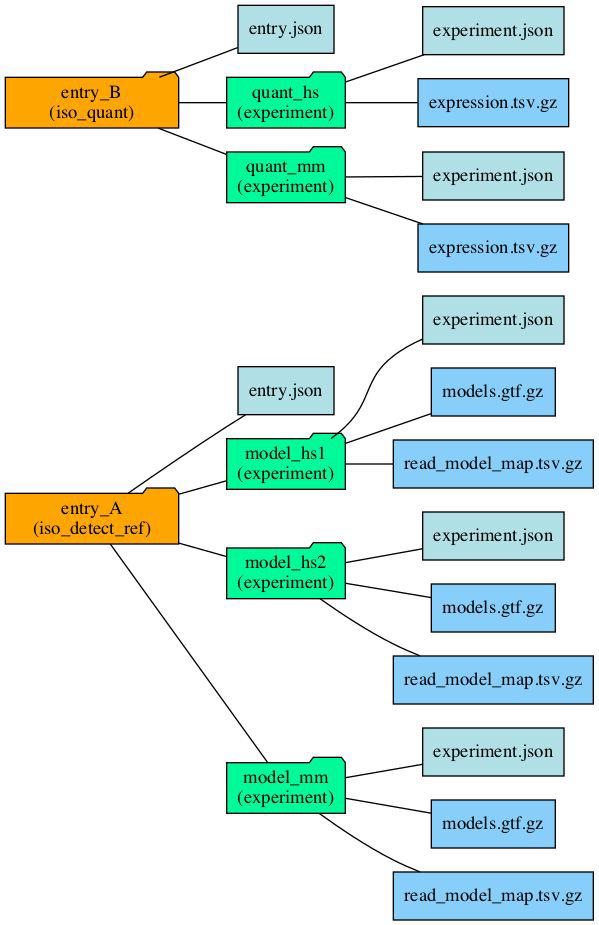 entry.json
experiment.json
entry_B
(iso_quant)
quant_hs
(experiment)
expression.tsv.gz
quant_mm
(experiment)
experiment.json
expression.tsv.gz
experiment.json
entry.json
models.gtf.gz
model_hs1
(experiment)
read_model_map.tsv.gz
entry_A
(iso_detect_ref)
experiment.json
model_hs2
(experiment)
models.gtf.gz
read_model_map.tsv.gz
experiment.json
model_mm
(experiment)
models.gtf.gz
read_model_map.tsv.gz